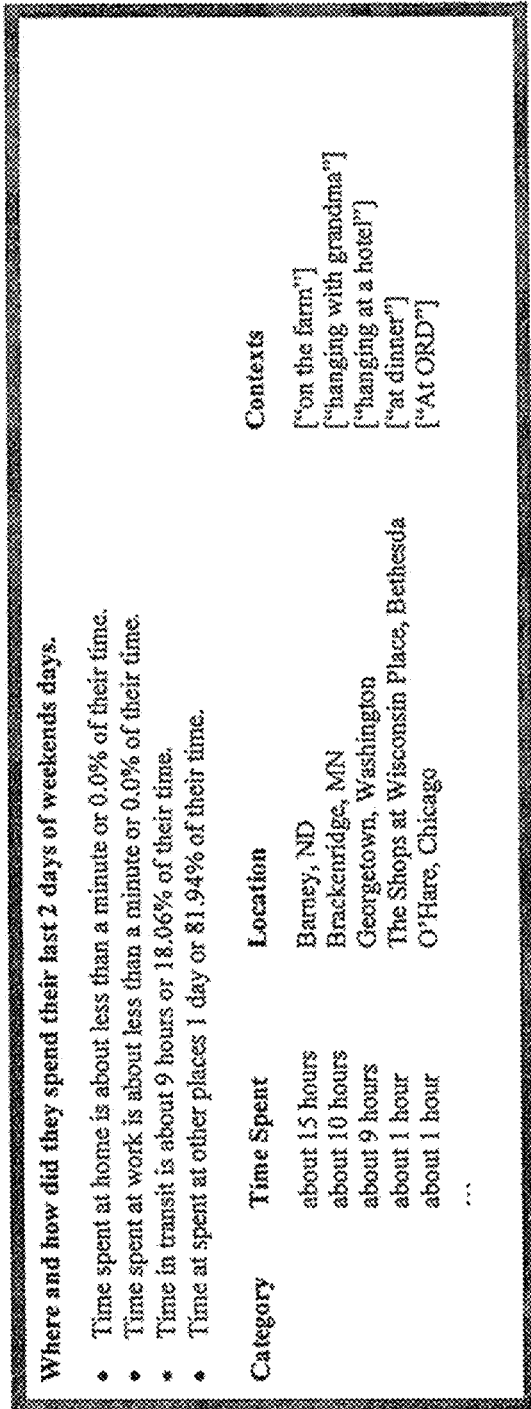 Where and how did they spend their last 2 days of weekends days.
• Time spent at home is about less than a minute or 0.0% of their time.
• Time spent at work is about less than a minute or 0.0% of their time.
• Time in transit is about 9 hours or 18.06% of their time.
• Time at spent at other places 1 day or 81.94% of their time.
Category Time Spent Location Contexts
about 15 hours Barney, ND ["on the farm"]
about 10 hours Brackenridge, MN ["hanging with grandma"]
about 9 hours Georgetown, Washington ["hanging at a hotel"]
about 1 hour The Shops at Wisconsin Place, Bethesda ["at dinner"]
about 1 hour O'Hare, Chicago ["At ORD"]
...